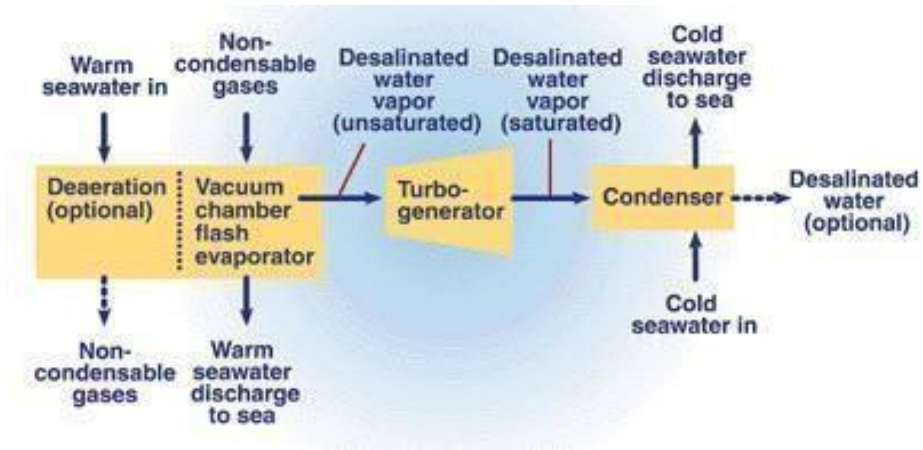 Warm
seawater in
Non-
condensable
gases
Desalinated
water
vapor
(unsaturated)
Desalinated
water
vapor
(saturated)
Cold
seawater
discharge
to sea
Deaeration
(optional)
Vacuum
chamber
flash
evaporator
Turbo-
generator
Condenser
Desalinated
water
(optional)
Non-
condensable
gases
Warm
seawater
discharge
to sea
Cold
seawater in